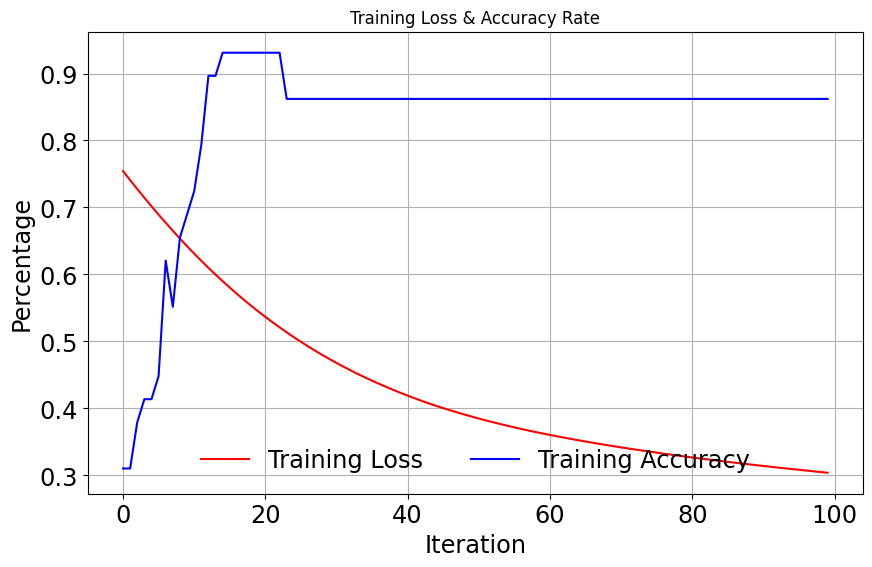 Training Loss & Accuracy Rate
Percentage
0.9
0.8
0.7
0.6
0.5
0.4
0.3
Training Loss
Training Accuracy
0 20 40 60 80 100
Iteration